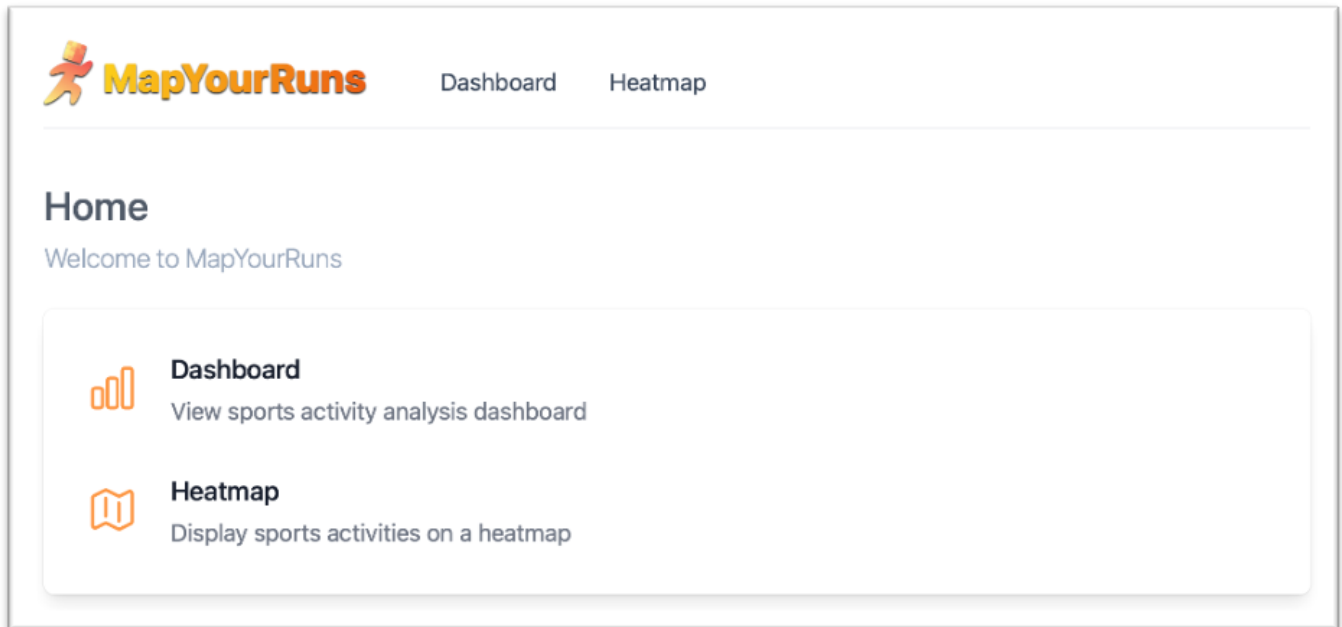 MapYourRuns Dashboard Heatmap
Home
Welcome to MapYourRuns
Dashboard
View sports activity analysis dashboard
Heatmap
Display sports activities on a heatmap